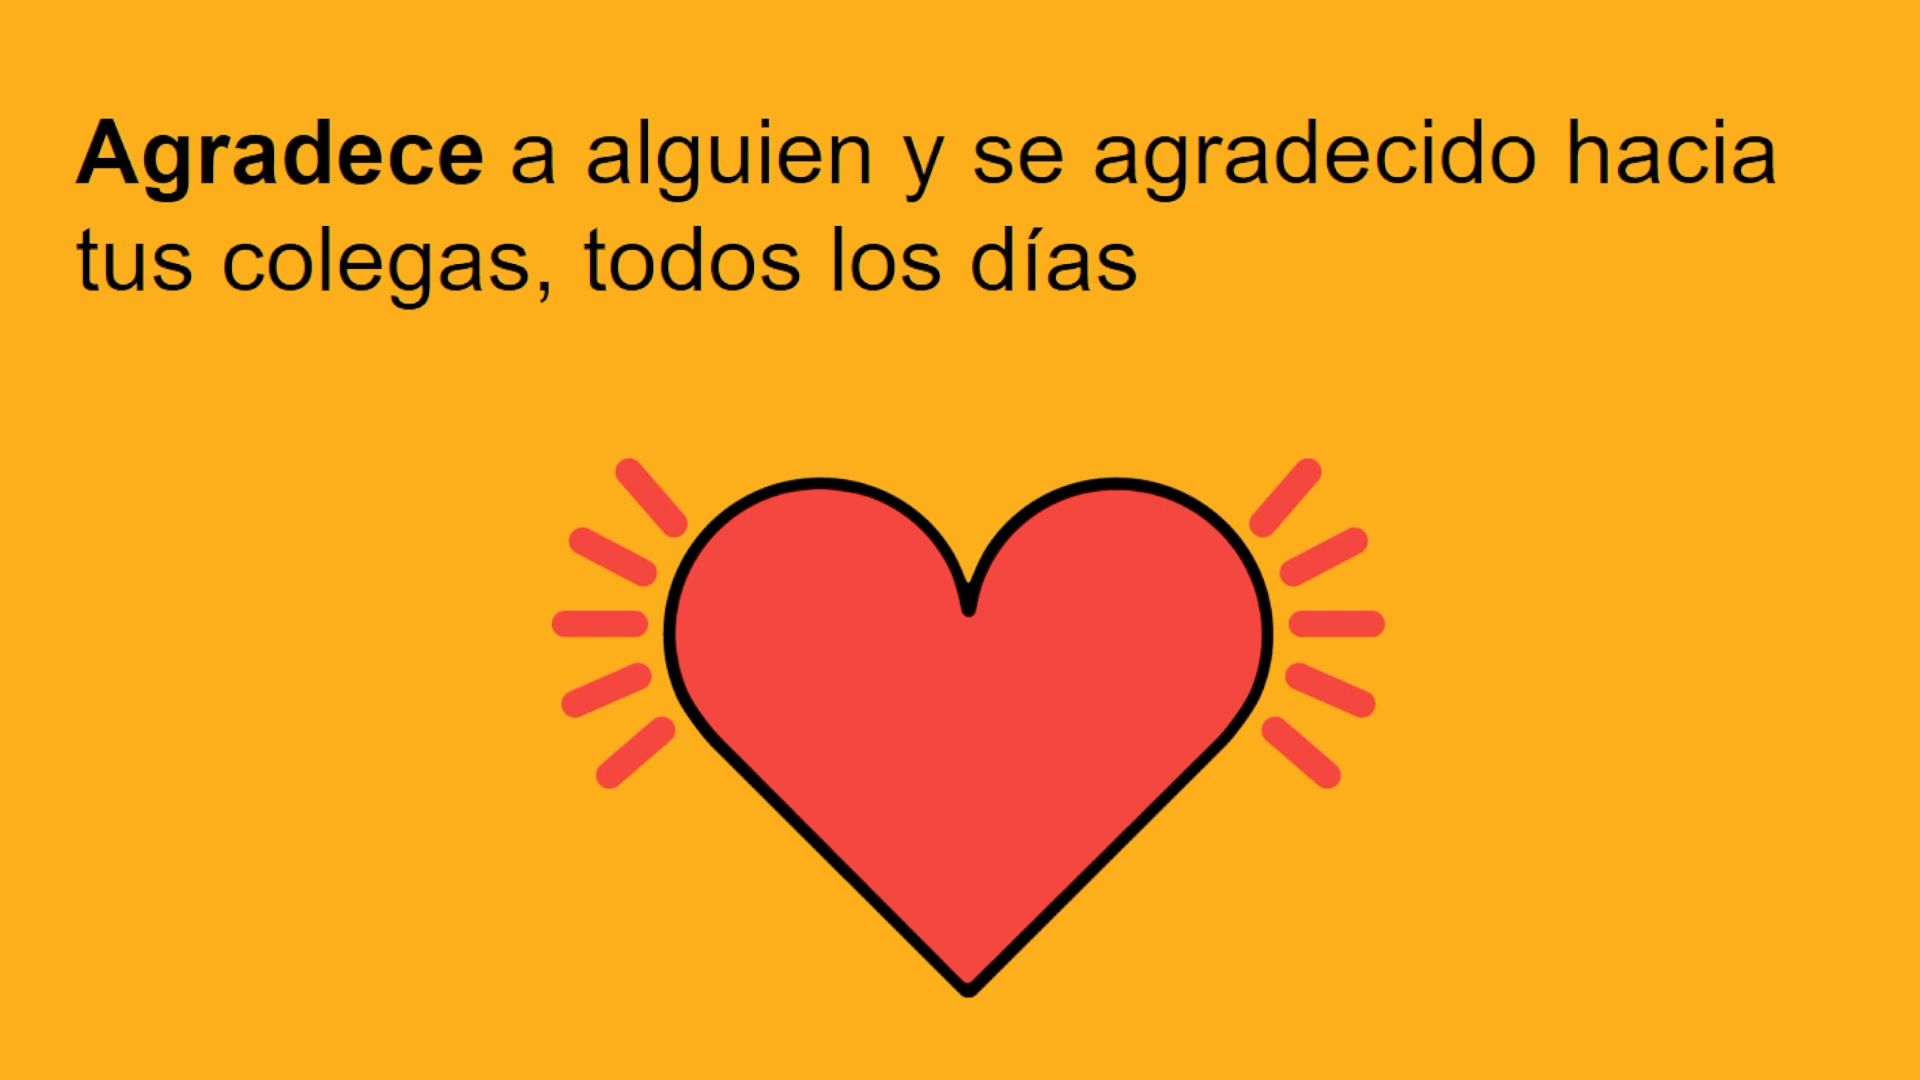 Agradece a alguien y se agradecido hacia
tus colegas, todos los días